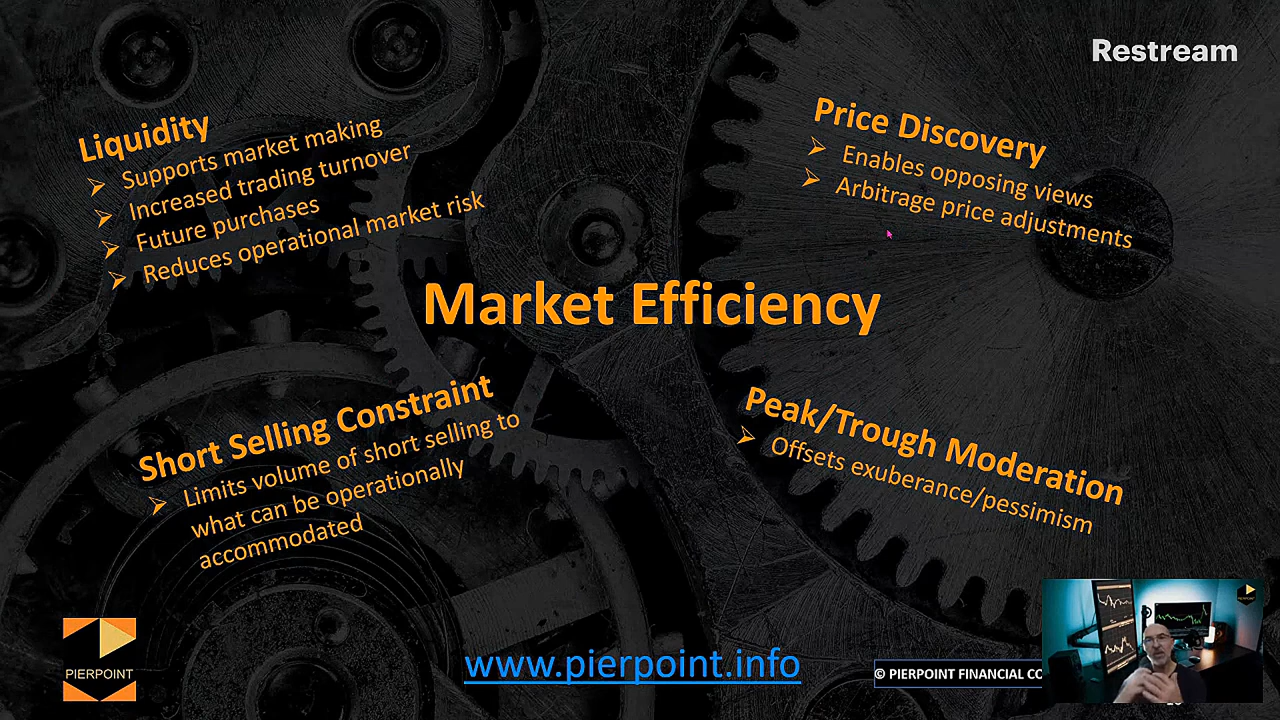 Restream
Liquidity
Supports market making
Increased trading turnover
Future purchases
Reduces operational market risk
Price Discovery
Enables opposing views
Arbitrage price adjustments
Market Efficiency
Short Selling Constraint
Limits volume of short selling to
what can be operationally
accommodated
Peak/Trough Moderation
Offsets exuberance/pessimism
PIERPOINT
www.pierpoint.info
© PIERPOINT FINANCIAL CO